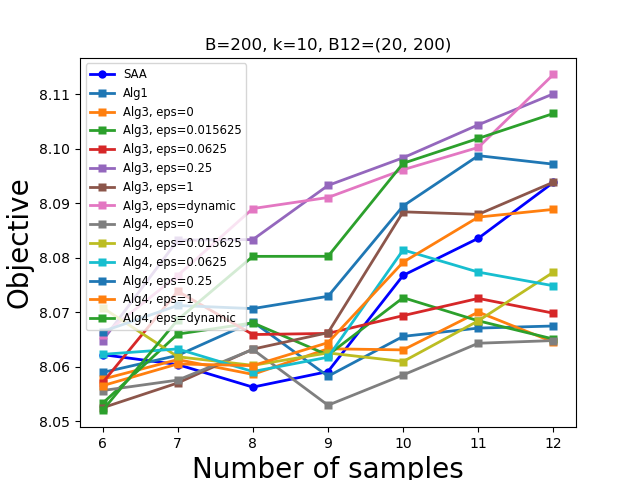 B=200, k=10, B12=(20, 200)
SAA
Alg1
Alg3, eps=0
Alg3, eps=0.015625
Alg3, eps=0.0625
Alg3, eps=0.25
Alg3, eps=1
Alg3, eps=dynamic
Alg4, eps=0
Alg4, eps=0.015625
Alg4, eps=0.0625
Alg4, eps=0.25
Alg4, eps=1
Alg4, eps=dynamic
Objective
8.11
8.10
8.09
8.08
8.07
8.06
8.05
6 7 8 9 10 11 12
Number of samples